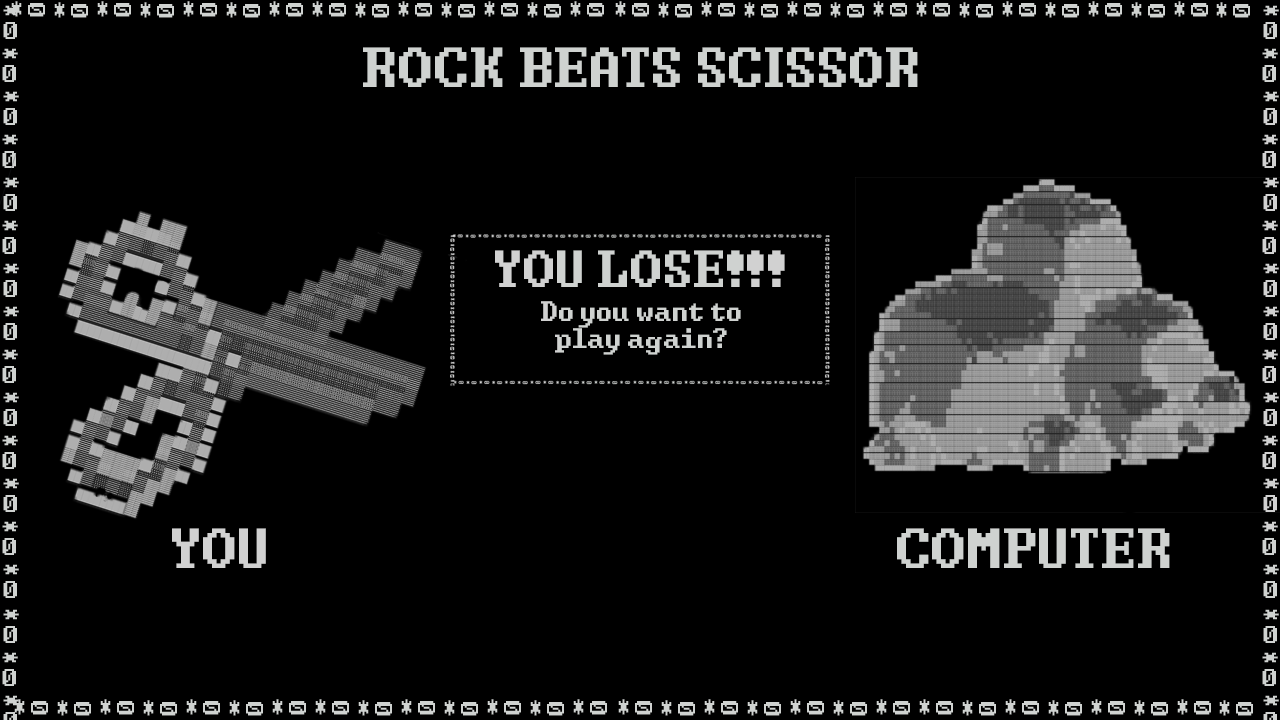 ROCK BEATS SCISSOR
YOU LOSE!!!
Do you want to
play again?
YOU
COMPUTER